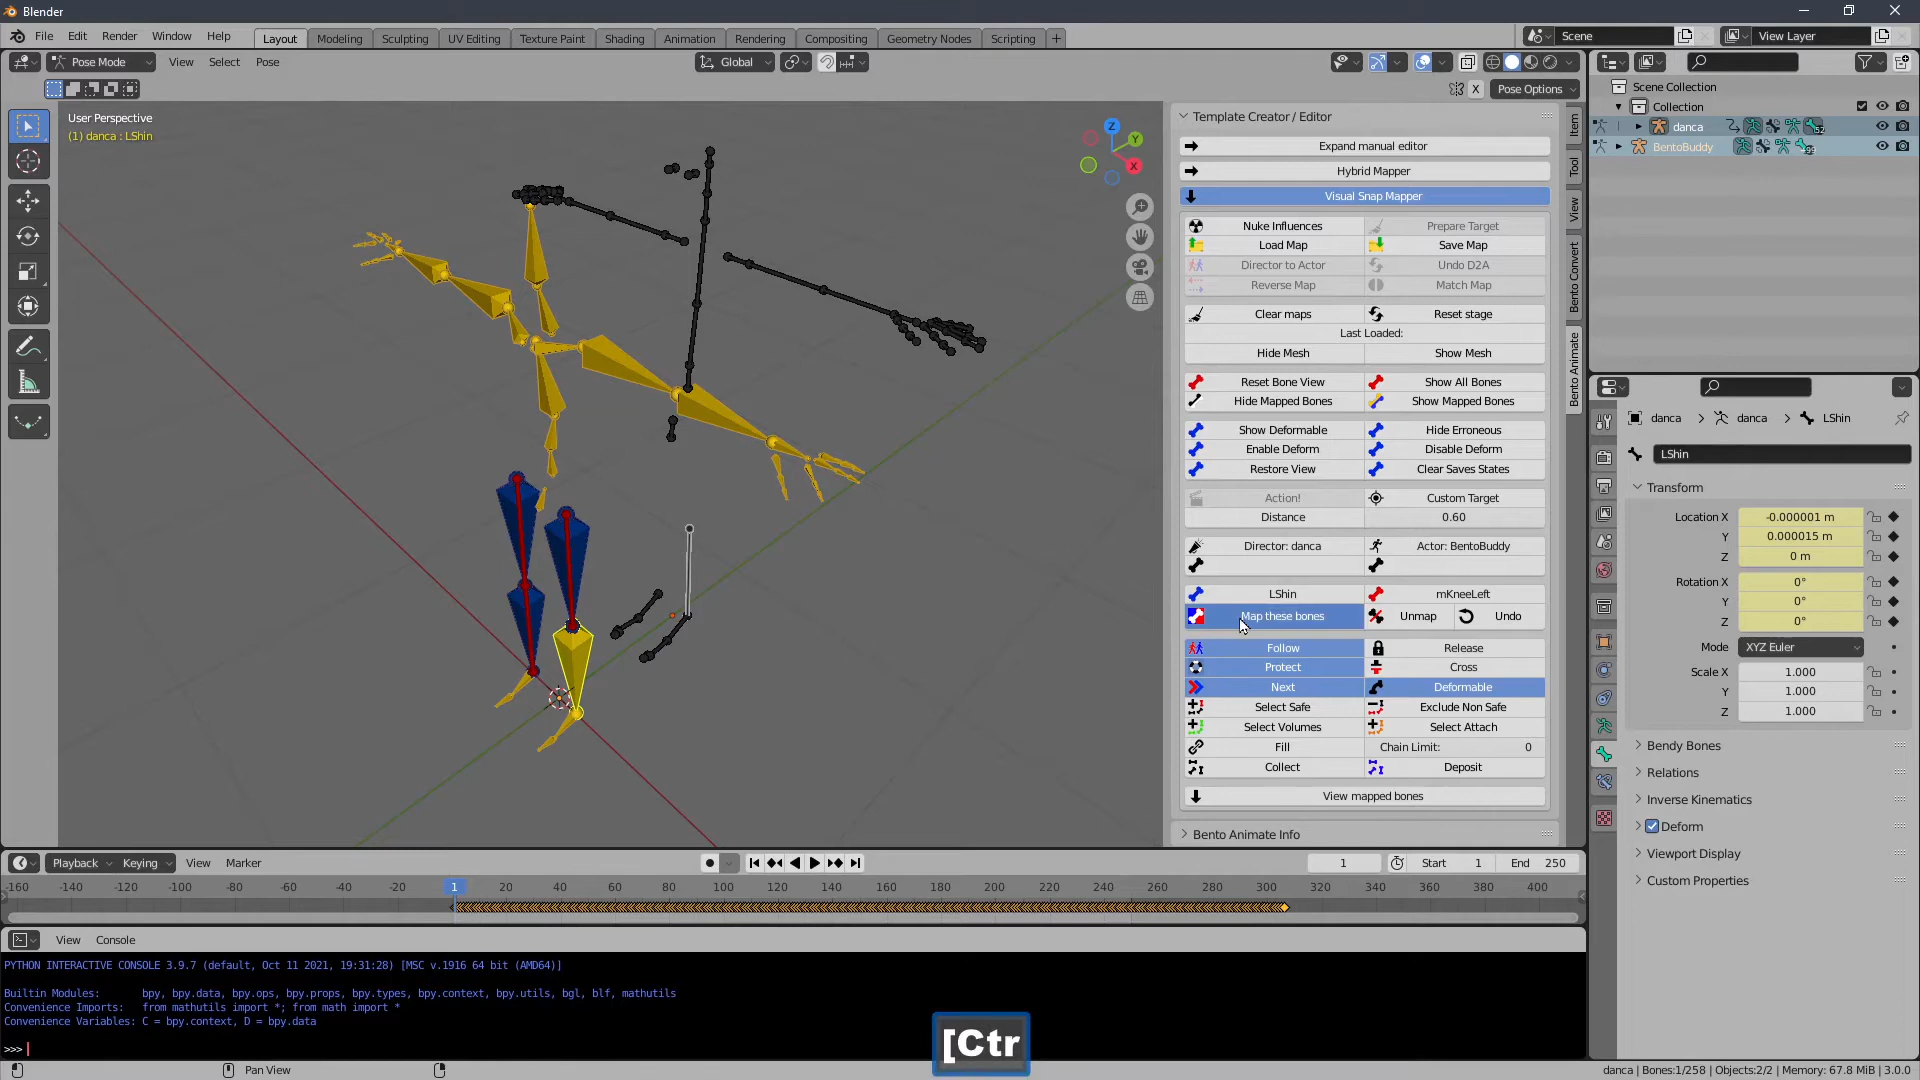 Blender
File Edit Render Window Help
Layout Modeling Sculpting UV Editing Texture Paint Shading Animation Rendering Compositing Geometry Nodes Scripting +
Scene View Layer
Pose Mode View Select Pose
Global
X Pose Options
User Perspective
(1) danca : LShin
Z
Y
X
Template Creator / Editor
Expand manual editor
Hybrid Mapper
Visual Snap Mapper
Nuke Influences Prepare Target
Load Map Save Map
Director to Actor Undo D2A
Reverse Map Match Map
Clear maps Reset stage
Last Loaded:
Hide Mesh Show Mesh
Reset Bone View Show All Bones
Hide Mapped Bones Show Mapped Bones
Show Deformable Hide Erroneous
Enable Deform Disable Deform
Restore View Clear Saves States
Action! Custom Target
Distance 0.60
Director: danca Actor: BentoBuddy
LShin mKneeLeft
Map these bones Unmap Undo
Follow Release
Protect Cross
Next Deformable
Select Safe Exclude Non Safe
Select Volumes Select Attach
Fill Chain Limit: 0
Collect Deposit
View mapped bones
Bento Animate Info
Item
Tool
View
Bento Convert
Bento Animate
Scene Collection
Collection
danca 52
BentoBuddy
danca > danca > LShin
LShin
Transform
Location X -0.000001 m
Y 0.000015 m
Z 0 m
Rotation X 0°
Y 0°
Z 0°
Mode XYZ Euler
Scale X 1.000
Y 1.000
Z 1.000
Bendy Bones
Relations
Inverse Kinematics
Deform
Viewport Display
Custom Properties
Playback Keying View Marker
1 Start 1 End 250
-160 -140 -120 -100 -80 -60 -40 -20 1 20 40 60 80 100 120 140 160 180 200 220 240 260 280 300 320 340 360 380 400
View Console
PYTHON INTERACTIVE CONSOLE 3.9.7 (default, Oct 11 2021, 19:31:28) [MSC v.1916 64 bit (AMD64)]
Builtin Modules: bpy, bpy.data, bpy.ops, bpy.props, bpy.types, bpy.context, bpy.utils, bgl, blf, mathutils
Convenience Imports: from mathutils import *; from math import *
Convenience Variables: C = bpy.context, D = bpy.data
>>>
[Ctr
Pan View
danca | Bones:1/258 | Objects:2/2 | Memory: 67.8 MiB | 3.0.0